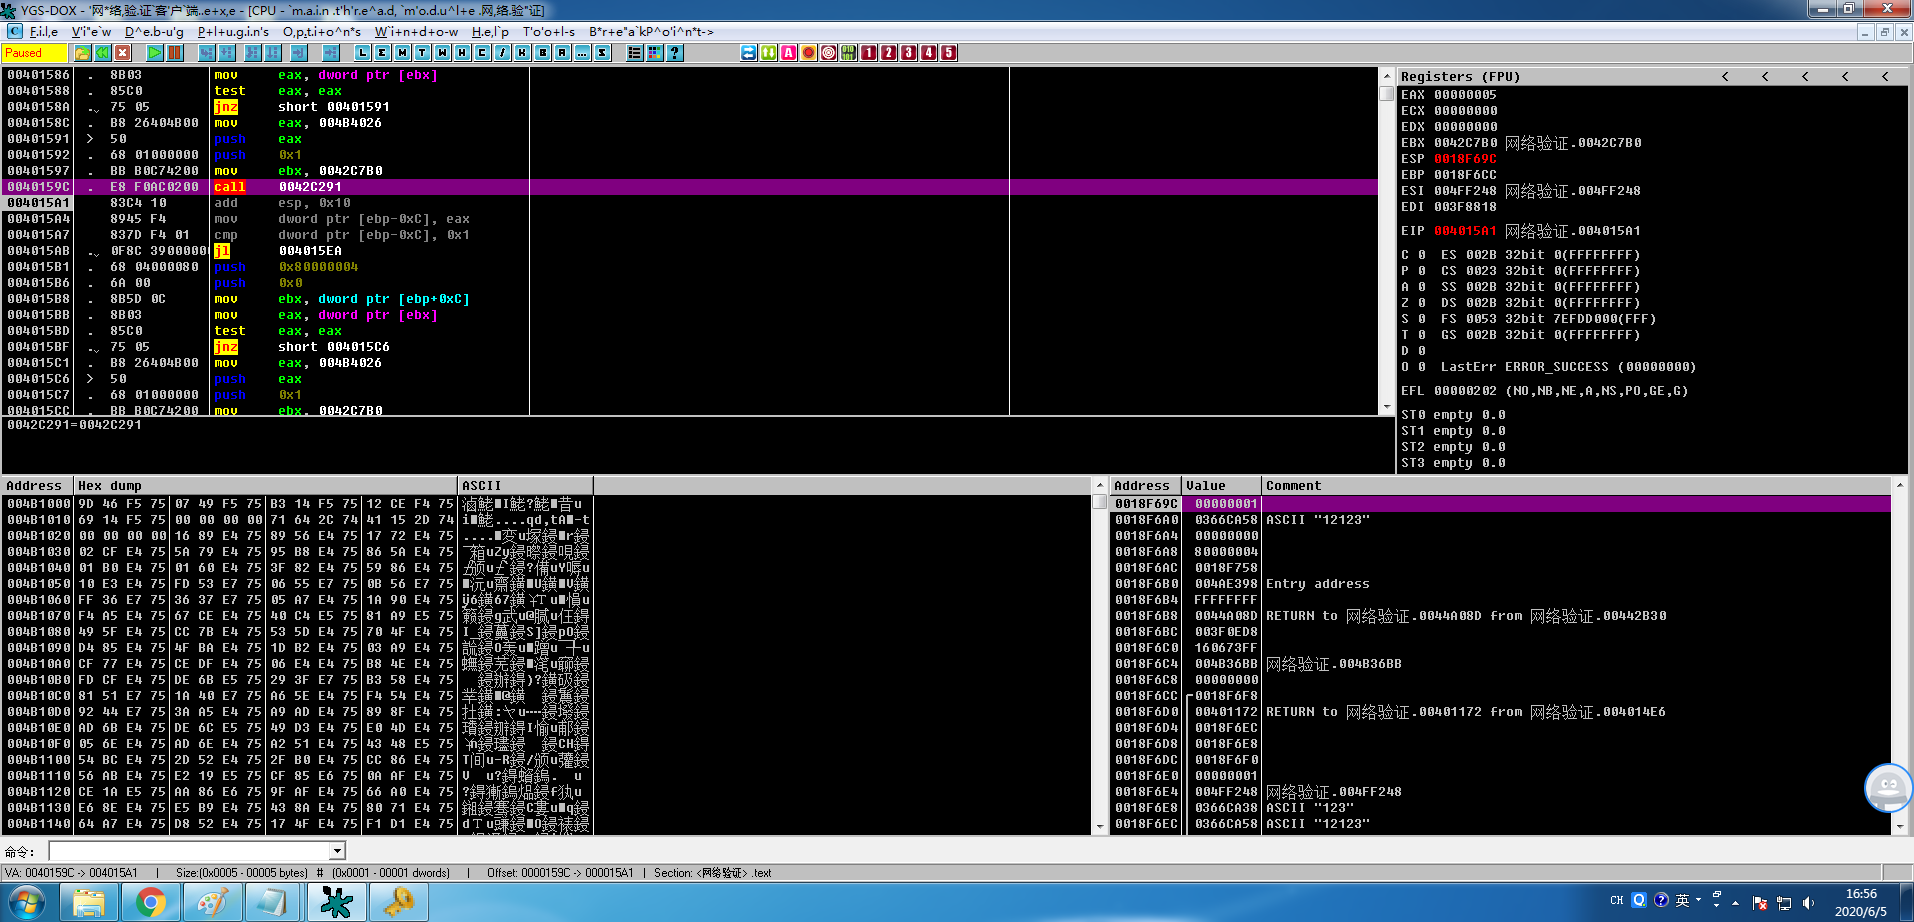 YGS-DOX - `"网*络,验.证`客'户`端..e+x,e - [CPU - `m.a.i.n .t'h'r.e^a.d, `m'o.d.u^l+e .网,络.验"证]
F.i.l,e V'i"e`w D^e.b-u'g P+l+u.g.i.n's O,p,t.i+o^n*s W`i+n+d+o-w H.e,l`p T'o'o+l-s B*r+e"a`kP^o'i^n*t->
Paused L E M T W H C / K B R ... S A 1 2 3 4 5
00401586 . 8B03 mov eax, dword ptr [ebx]
00401588 . 85C0 test eax, eax
0040158A . 75 05 jnz short 00401591
0040158C . B8 26404B00 mov eax, 004B4026
00401591 > 50 push eax
00401592 . 68 01000000 push 0x1
00401597 . BB B0C74200 mov ebx, 0042C7B0
0040159C . E8 F0AC0200 call 0042C291
004015A1 83C4 10 add esp, 0x10
004015A4 8945 F4 mov dword ptr [ebp-0xC], eax
004015A7 837D F4 01 cmp dword ptr [ebp-0xC], 0x1
004015AB . 0F8C 3900000 jl 004015EA
004015B1 . 68 04000080 push 0x80000004
004015B6 . 6A 00 push 0x0
004015B8 . 8B5D 0C mov ebx, dword ptr [ebp+0xC]
004015BB . 8B03 mov eax, dword ptr [ebx]
004015BD . 85C0 test eax, eax
004015BF . 75 05 jnz short 004015C6
004015C1 . B8 26404B00 mov eax, 004B4026
004015C6 > 50 push eax
004015C7 . 68 01000000 push 0x1
004015CC . BB B0C74200 mov ebx, 0042C7B0
0042C291=0042C291
Registers (FPU) < < < < <
EAX 00000005
ECX 00000000
EDX 00000000
EBX 0042C7B0 网络验证.0042C7B0
ESP 0018F69C
EBP 0018F6CC
ESI 004FF248 网络验证.004FF248
EDI 003F8818
EIP 004015A1 网络验证.004015A1
C 0 ES 002B 32bit 0(FFFFFFFF)
P 0 CS 0023 32bit 0(FFFFFFFF)
A 0 SS 002B 32bit 0(FFFFFFFF)
Z 0 DS 002B 32bit 0(FFFFFFFF)
S 0 FS 0053 32bit 7EFDD000(FFF)
T 0 GS 002B 32bit 0(FFFFFFFF)
D 0
O 0 LastErr ERROR_SUCCESS (00000000)
EFL 00000202 (NO,NB,NE,A,NS,PO,GE,G)
ST0 empty 0.0
ST1 empty 0.0
ST2 empty 0.0
ST3 empty 0.0
Address Hex dump ASCII
004B1000 9D 46 F5 75 07 49 F5 75 B3 14 F5 75 12 CE F4 75
004B1010 69 14 F5 75 00 00 00 00 71 64 2C 74 41 15 2D 74
004B1020 00 00 00 00 16 89 E4 75 89 56 E4 75 17 72 E4 75
004B1030 02 CF E4 75 5A 79 E4 75 95 B8 E4 75 86 5A E4 75
004B1040 01 B0 E4 75 01 60 E4 75 3F 82 E4 75 59 86 E4 75
004B1050 10 E3 E4 75 FD 53 E7 75 06 55 E7 75 0B 56 E7 75
004B1060 FF 36 E7 75 36 37 E7 75 05 A7 E4 75 1A 90 E4 75
004B1070 F4 A5 E4 75 67 CE E4 75 40 C4 E5 75 81 A9 E5 75
004B1080 49 5F E4 75 CC 7B E4 75 53 5D E4 75 70 4F E4 75
004B1090 D4 85 E4 75 4F BA E4 75 1D B2 E4 75 03 A9 E4 75
004B10A0 CF 77 E4 75 CE DF E4 75 06 E4 E4 75 B8 4E E4 75
004B10B0 FD CF E4 75 DE 6B E5 75 29 3F E7 75 B3 58 E4 75
004B10C0 81 51 E7 75 1A 40 E7 75 A6 5E E4 75 F4 54 E4 75
004B10D0 92 44 E7 75 3A A5 E4 75 A9 AD E4 75 89 8F E4 75
004B10E0 AD 6B E4 75 DE 6C E5 75 49 D3 E4 75 E0 4D E4 75
004B10F0 05 6E E4 75 AD 6E E4 75 A2 51 E4 75 43 48 E5 75
004B1100 54 BC E4 75 2D 52 E4 75 2F B0 E4 75 CC 86 E4 75
004B1110 56 AB E4 75 E2 19 E5 75 CF 85 E6 75 0A AF E4 75
004B1120 CE 1A E5 75 AA 86 E6 75 9F AF E4 75 66 A0 E4 75
004B1130 E6 8E E4 75 E5 B9 E4 75 43 8A E4 75 80 71 E4 75
004B1140 64 A7 E4 75 D8 52 E4 75 17 4F E4 75 F1 D1 E4 75
Address Value Comment
0018F69C 00000001
0018F6A0 0366CA58 ASCII "12123"
0018F6A4 00000000
0018F6A8 80000004
0018F6AC 0018F758
0018F6B0 004AE398 Entry address
0018F6B4 FFFFFFFF
0018F6B8 0044A08D RETURN to 网络验证.0044A08D from 网络验证.00442B30
0018F6BC 003F0ED8
0018F6C0 160673FF
0018F6C4 004B36BB 网络验证.004B36BB
0018F6C8 00000000
0018F6CC 0018F6F8
0018F6D0 00401172 RETURN to 网络验证.00401172 from 网络验证.004014E6
0018F6D4 0018F6EC
0018F6D8 0018F6E8
0018F6DC 0018F6F0
0018F6E0 00000001
0018F6E4 004FF248 网络验证.004FF248
0018F6E8 0366CA38 ASCII "123"
0018F6EC 0366CA58 ASCII "12123"
命令:
VA: 0040159C -> 004015A1 | Size:(0x0005 - 00005 bytes) # (0x0001 - 00001 dwords) | Offset: 0000159C -> 000015A1 | Section: <网络验证> .text
CH 英 16:56
2020/6/5